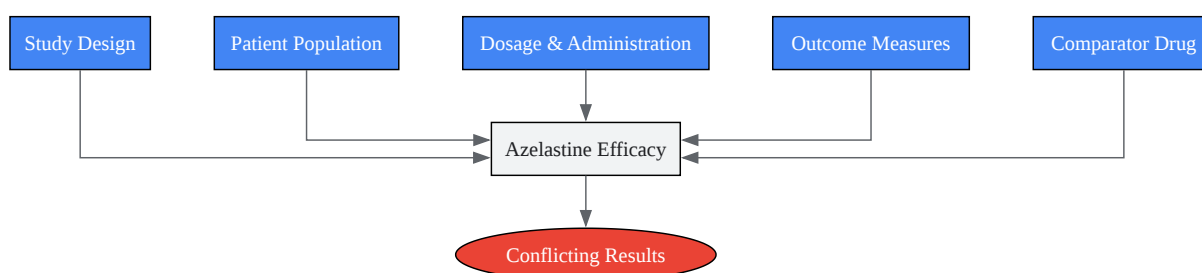 Study Design
Patient Population
Dosage & Administration
Outcome Measures
Comparator Drug
Azelastine Efficacy
Conflicting Results